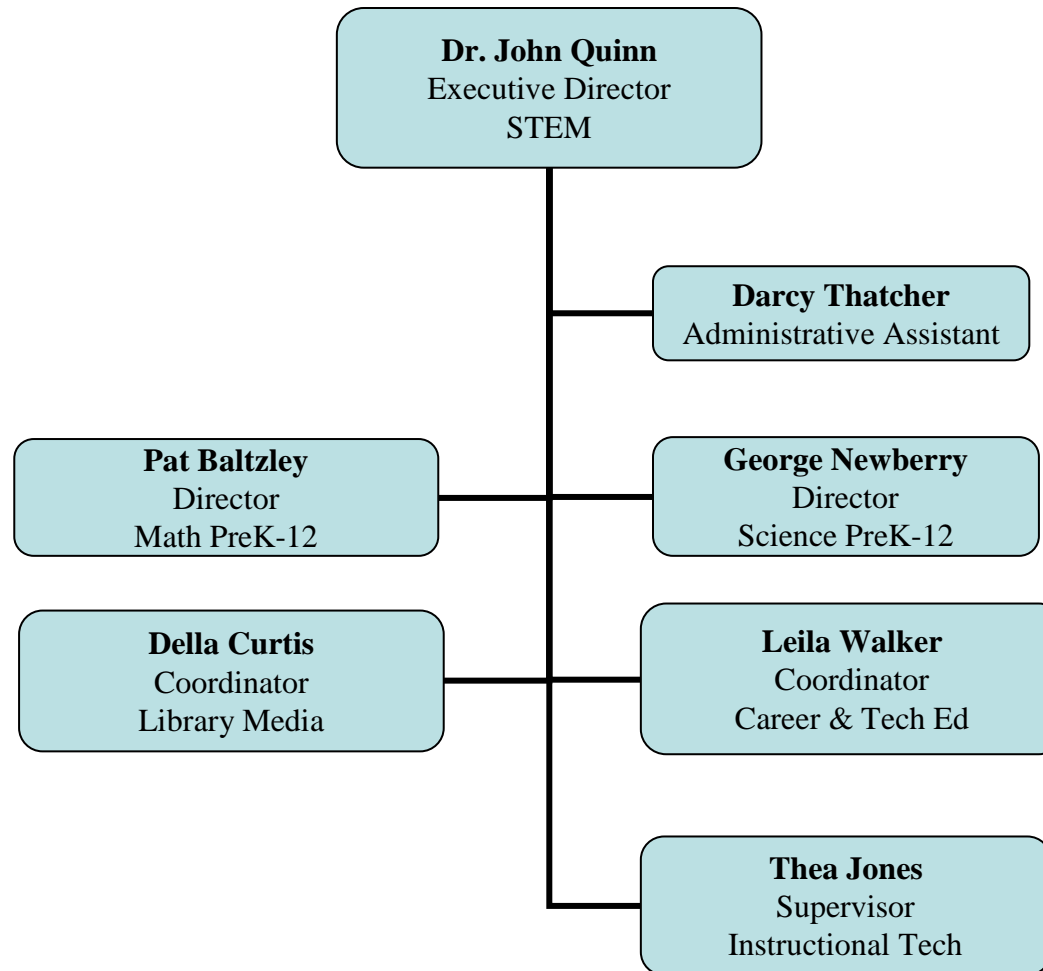 Dr. John Quinn
Executive Director
STEM
Darcy Thatcher
Administrative Assistant
Pat Baltzley
Director
Math PreK-12
George Newberry
Director
Science PreK-12
Della Curtis
Coordinator
Library Media
Leila Walker
Coordinator
Career & Tech Ed
Thea Jones
Supervisor
Instructional Tech